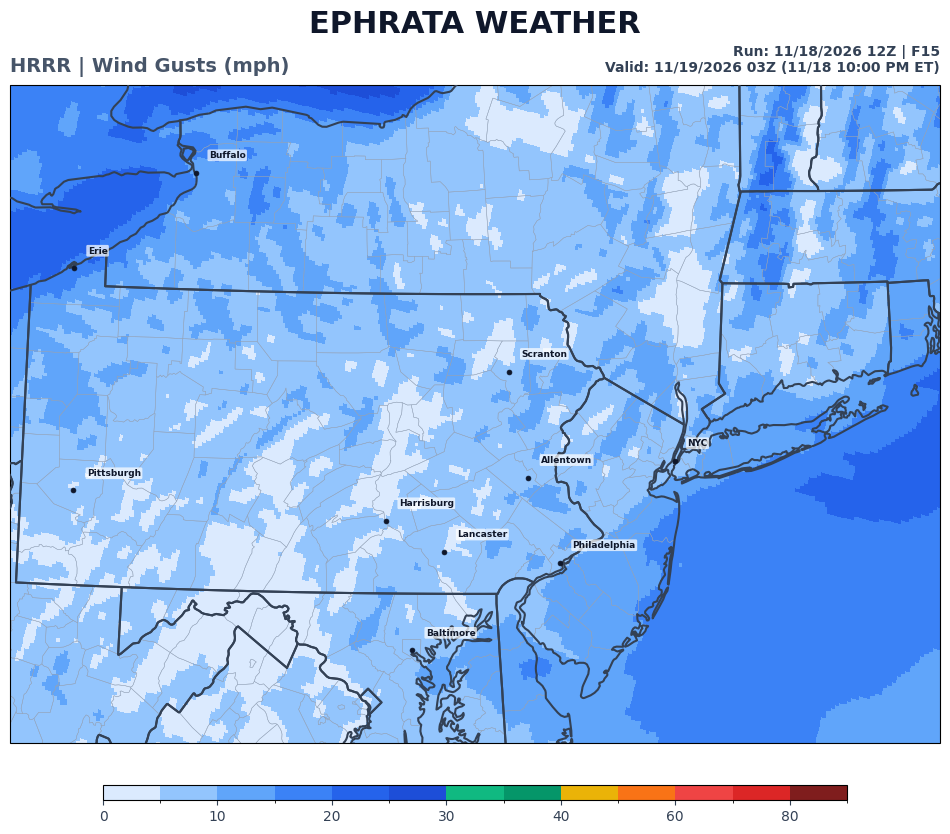 EPHRATA WEATHER
HRRR | Wind Gusts (mph)
Run: 11/18/2026 12Z | F15
Valid: 11/19/2026 03Z (11/18 10:00 PM ET)
Buffalo
Erie
Scranton
NYC
Allentown
Pittsburgh
Harrisburg
Lancaster
Philadelphia
Baltimore
0 10 20 30 40 50 60 70 80